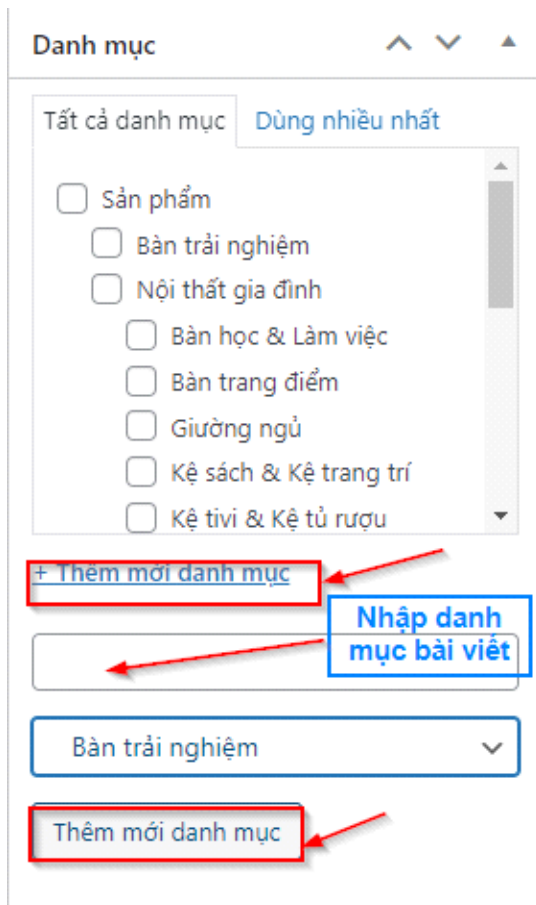 Danh mục
Tất cả danh mục Dùng nhiều nhất
Sản phẩm
Bàn trải nghiệm
Nội thất gia đình
Bàn học & Làm việc
Bàn trang điểm
Giường ngủ
Kệ sách & Kệ trang trí
Kệ tivi & Kệ tủ rượu
+ Thêm mới danh mục
Nhập danh
mục bài viết
Bàn trải nghiệm
Thêm mới danh mục